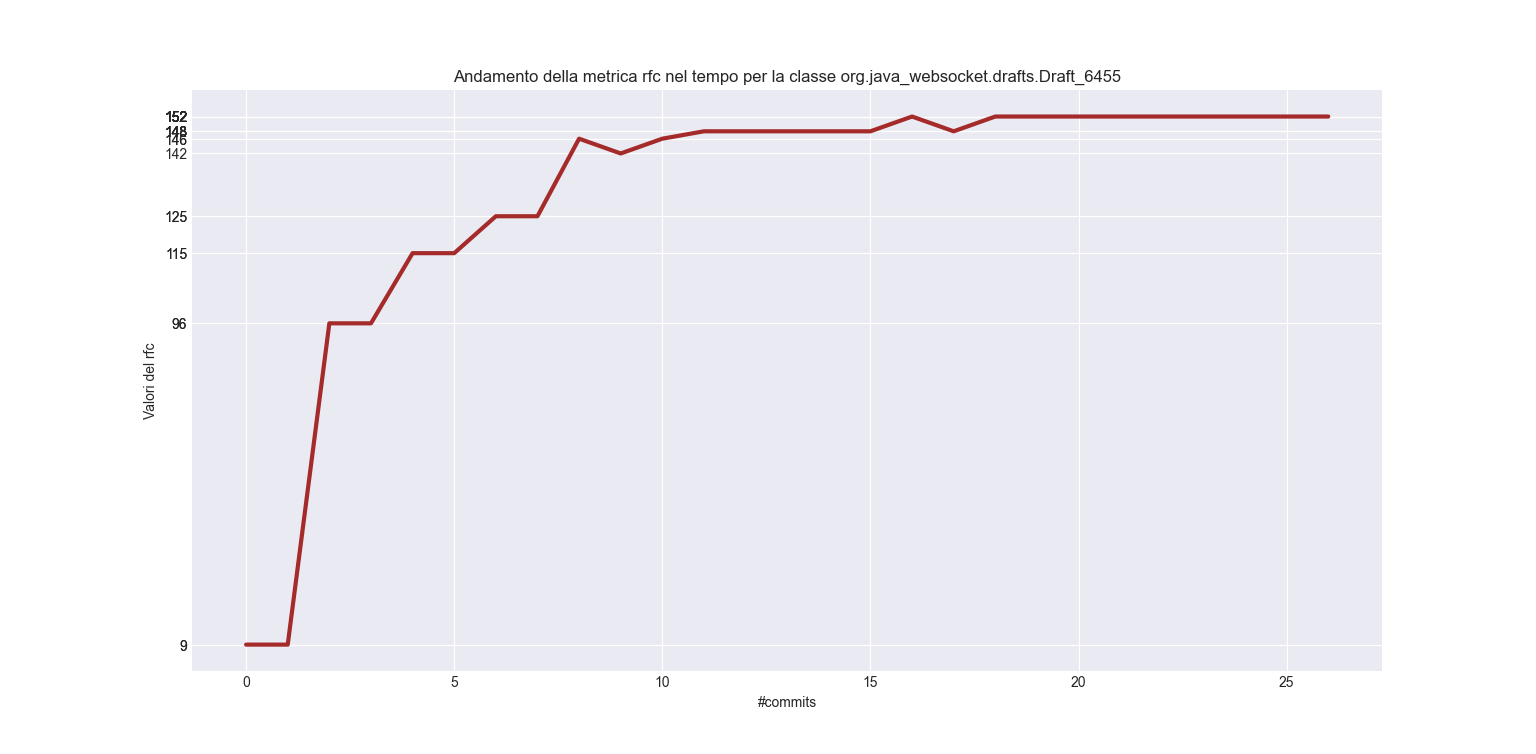 Andamento della metrica rfc nel tempo per la classe org.java_websocket.drafts.Draft_6455
152
148
146
142
125
115
96
9
Valori del rfc
0 5 10 15 20 25
#commits